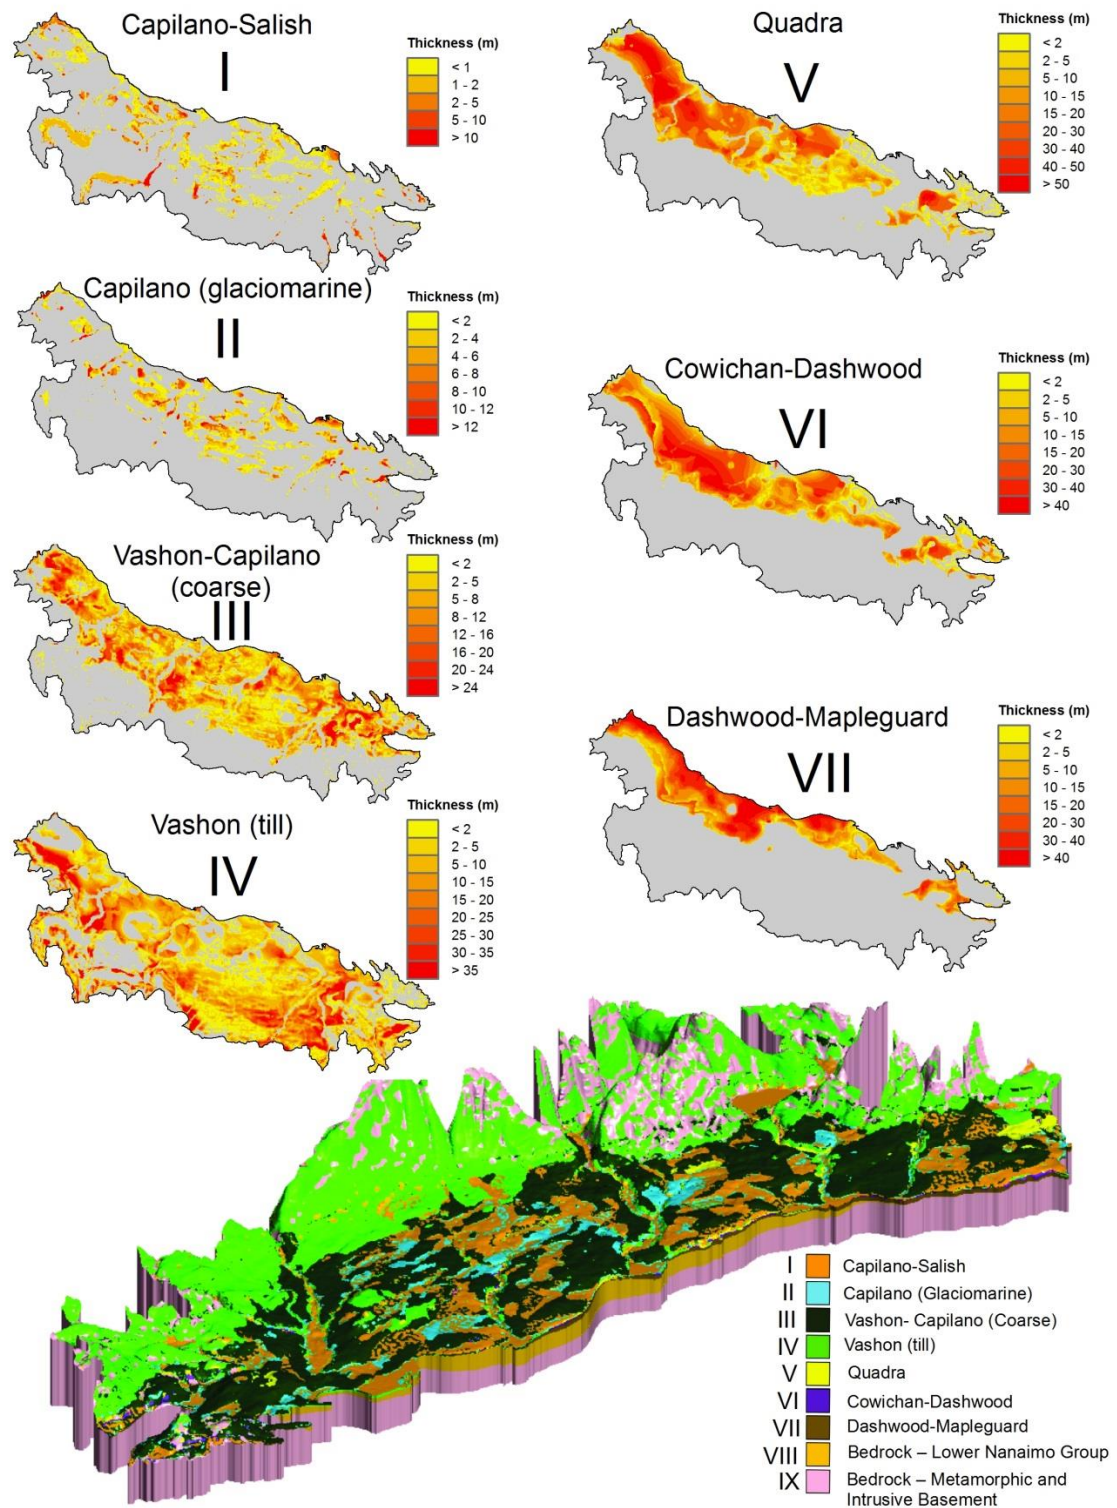 Capilano-Salish
I
Thickness (m)
< 1
1 - 2
2 - 5
5 - 10
> 10
Capilano (glaciomarine)
II
Thickness (m)
< 2
2 - 4
4 - 6
6 - 8
8 - 10
10 - 12
> 12
Vashon-Capilano
(coarse)
III
Thickness (m)
< 2
2 - 5
5 - 8
8 - 12
12 - 16
16 - 20
20 - 24
> 24
Vashon (till)
IV
Thickness (m)
< 2
2 - 5
5 - 10
10 - 15
15 - 20
20 - 25
25 - 30
30 - 35
> 35
Quadra
V
Thickness (m)
< 2
2 - 5
5 - 10
10 - 15
15 - 20
20 - 30
30 - 40
40 - 50
> 50
Cowichan-Dashwood
VI
Thickness (m)
< 2
2 - 5
5 - 10
10 - 15
15 - 20
20 - 30
30 - 40
> 40
Dashwood-Mapleguard
VII
Thickness (m)
< 2
2 - 5
5 - 10
10 - 15
15 - 20
20 - 30
30 - 40
> 40
I Capilano-Salish
II Capilano (Glaciomarine)
III Vashon- Capilano (Coarse)
IV Vashon (till)
V Quadra
VI Cowichan-Dashwood
VII Dashwood-Mapleguard
VIII Bedrock – Lower Nanaimo Group
IX Bedrock – Metamorphic and
Intrusive Basement